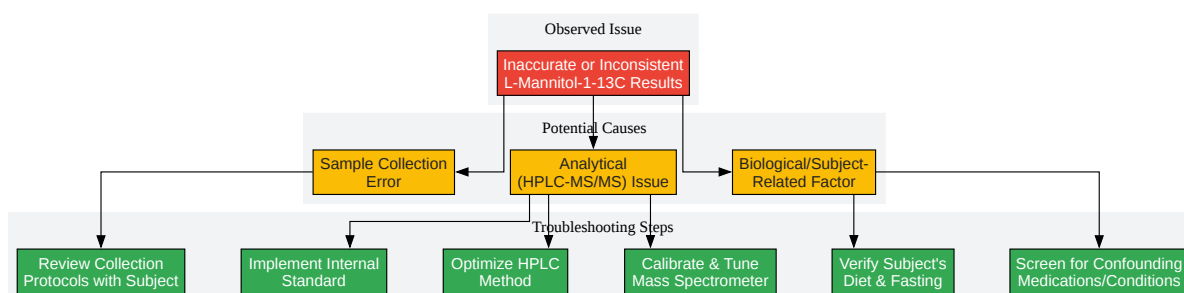 Observed Issue
Inaccurate or Inconsistent
L-Mannitol-1-13C Results
Potential Causes
Sample Collection
Error
Analytical
(HPLC-MS/MS) Issue
Biological/Subject-
Related Factor
Troubleshooting Steps
Review Collection
Protocols with Subject
Implement Internal
Standard
Optimize HPLC
Method
Calibrate & Tune
Mass Spectrometer
Verify Subject's
Diet & Fasting
Screen for Confounding
Medications/Conditions